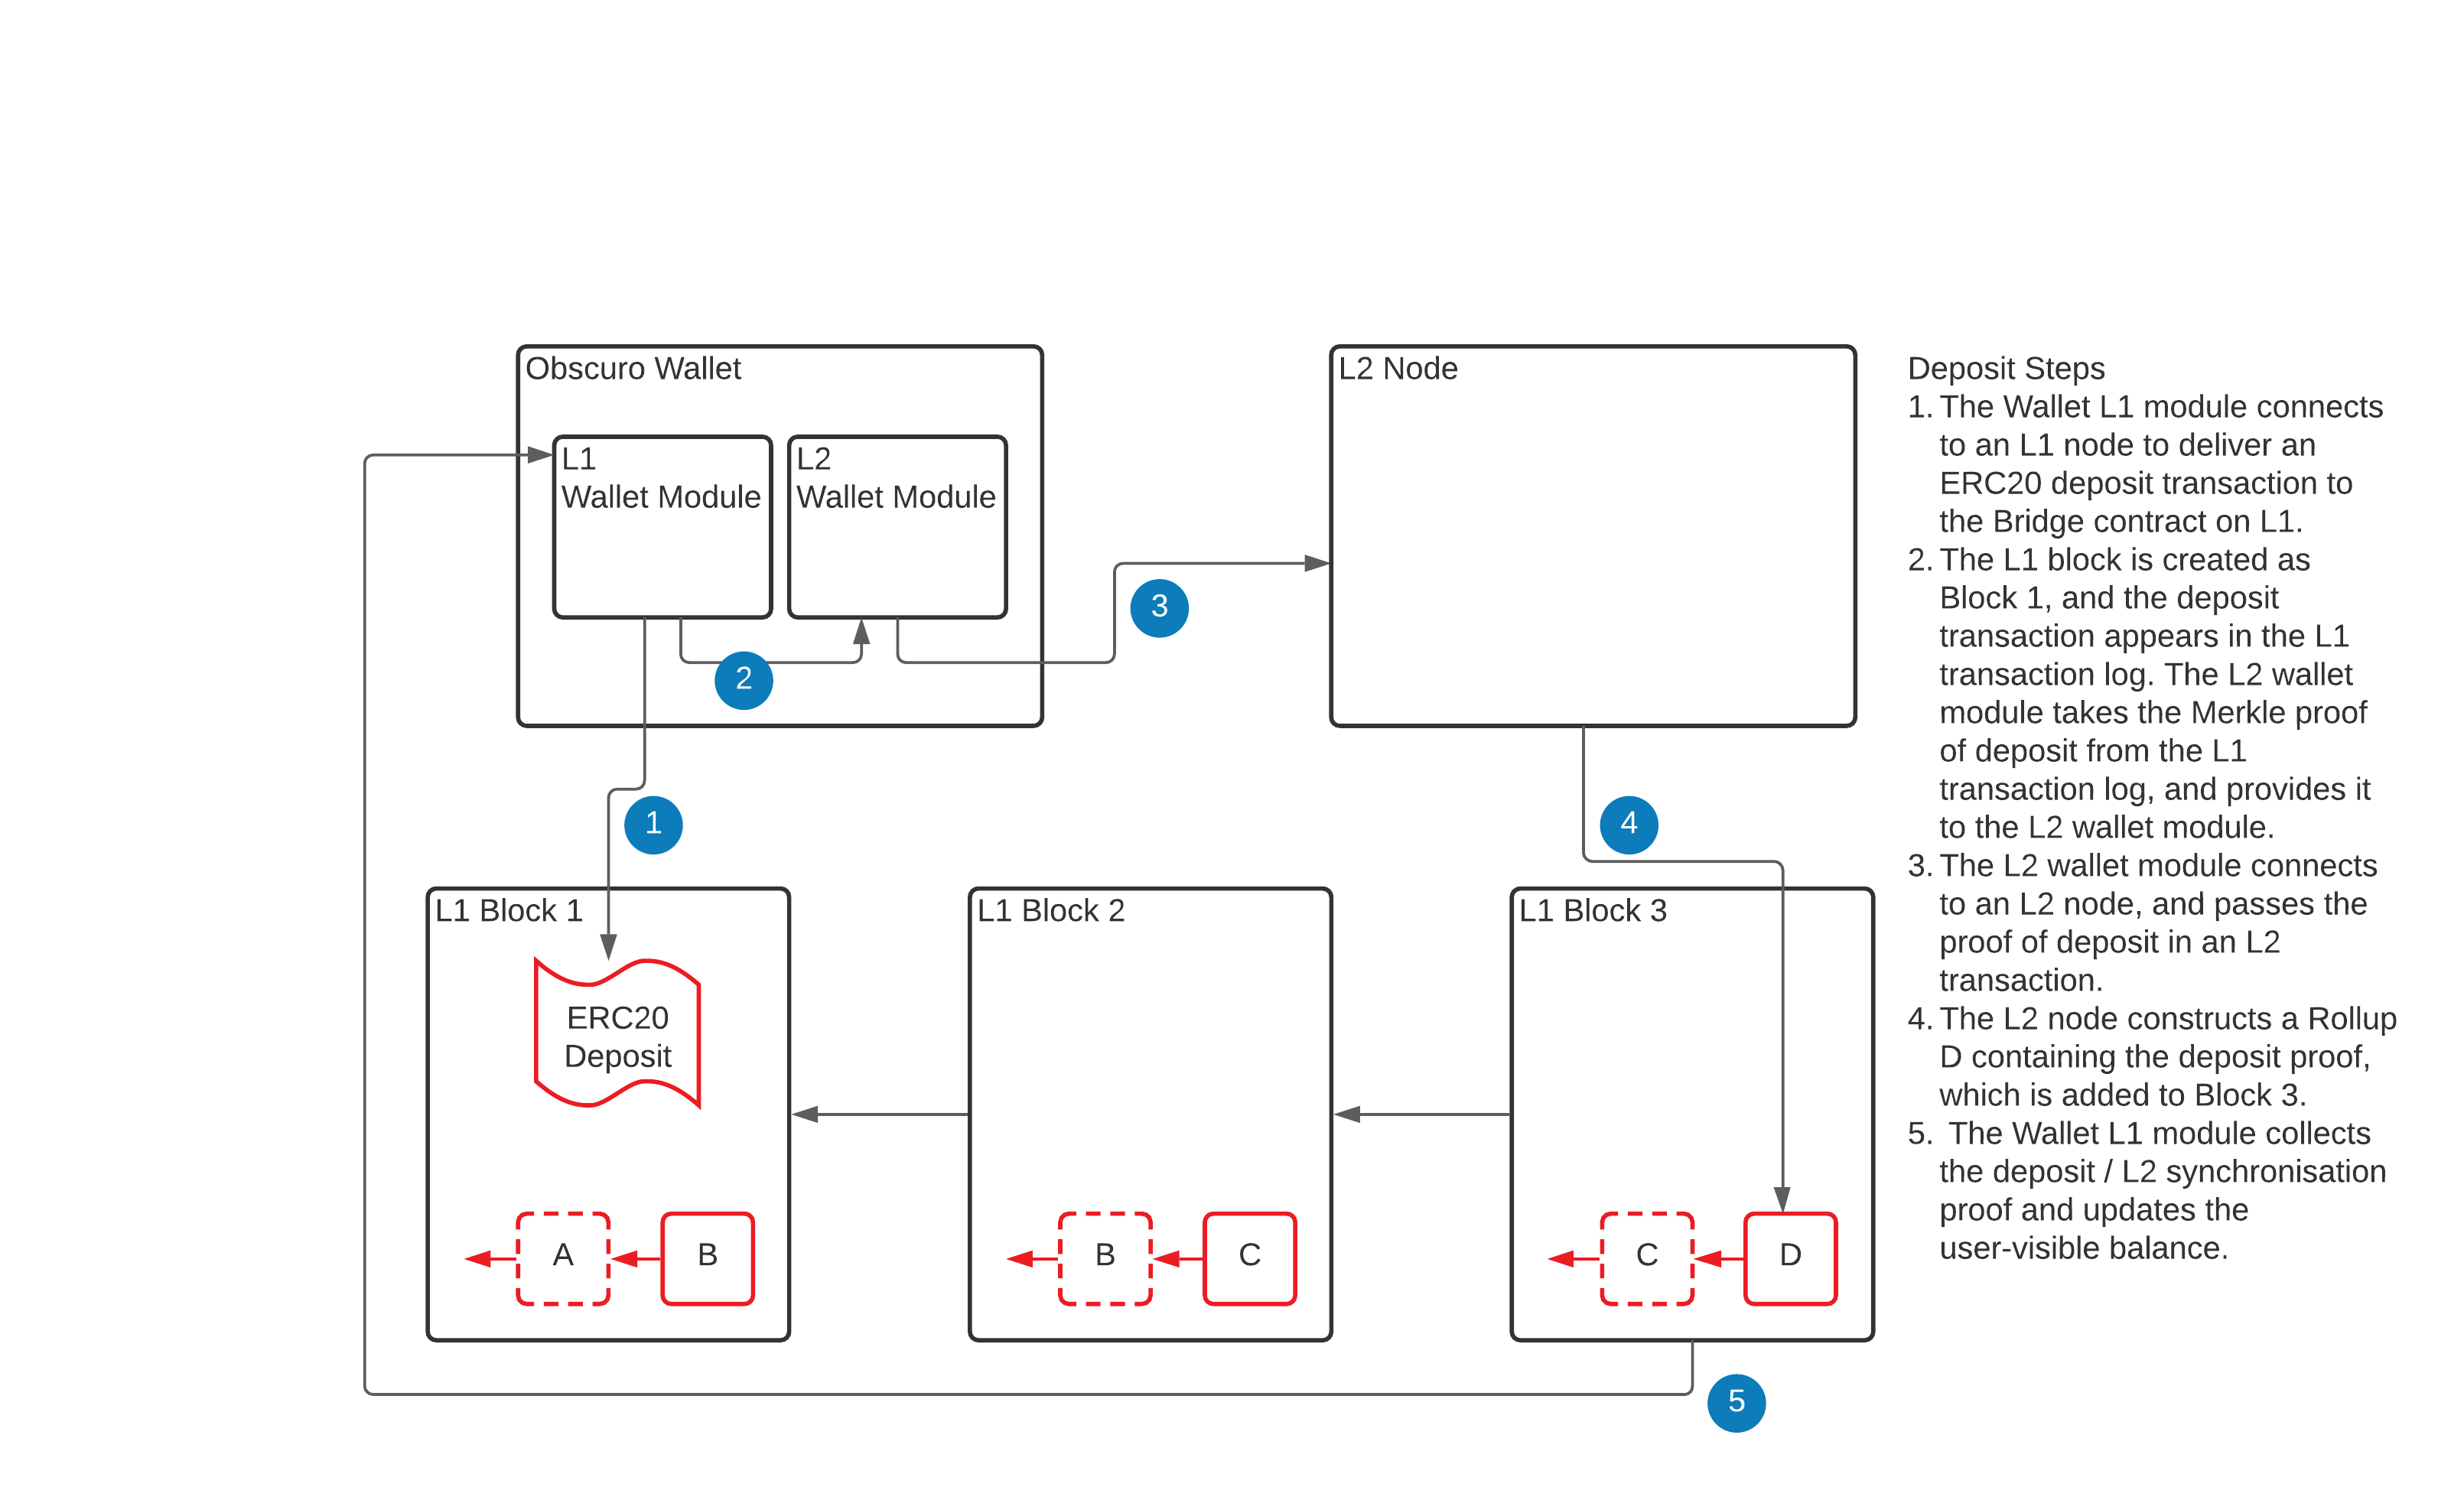 Obscuro Wallet
L1
Wallet Module
L2
Wallet Module
L2 Node
3
2
1
4
L1 Block 1
ERC20
Deposit
A
B
L1 Block 2
B
C
L1 Block 3
C
D
5
Deposit Steps
1. The Wallet L1 module connects
to an L1 node to deliver an
ERC20 deposit transaction to
the Bridge contract on L1.
2. The L1 block is created as
Block 1, and the deposit
transaction appears in the L1
transaction log. The L2 wallet
module takes the Merkle proof
of deposit from the L1
transaction log, and provides it
to the L2 wallet module.
3. The L2 wallet module connects
to an L2 node, and passes the
proof of deposit in an L2
transaction.
4. The L2 node constructs a Rollup
D containing the deposit proof,
which is added to Block 3.
5. The Wallet L1 module collects
the deposit / L2 synchronisation
proof and updates the
user-visible balance.